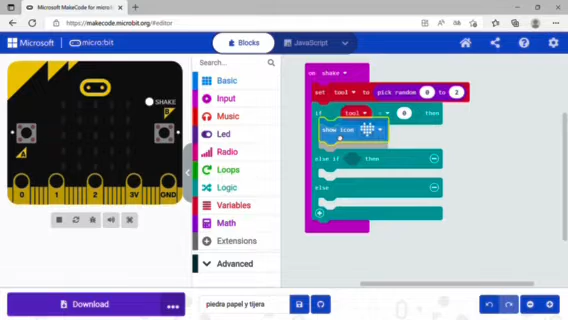 Microsoft MakeCode for micro:b
https://makecode.microbit.org/#editor
Microsoft
micro:bit
Blocks
JavaScript
SHAKE
B
A
0
1
2
3V
GND
Search...
Basic
Input
Music
Led
Radio
Loops
Logic
Variables
Math
Extensions
Advanced
on shake
set tool to pick random 0 to 2
if tool = 0 then
show icon
else if then
else
Download
piedra papel y tijera